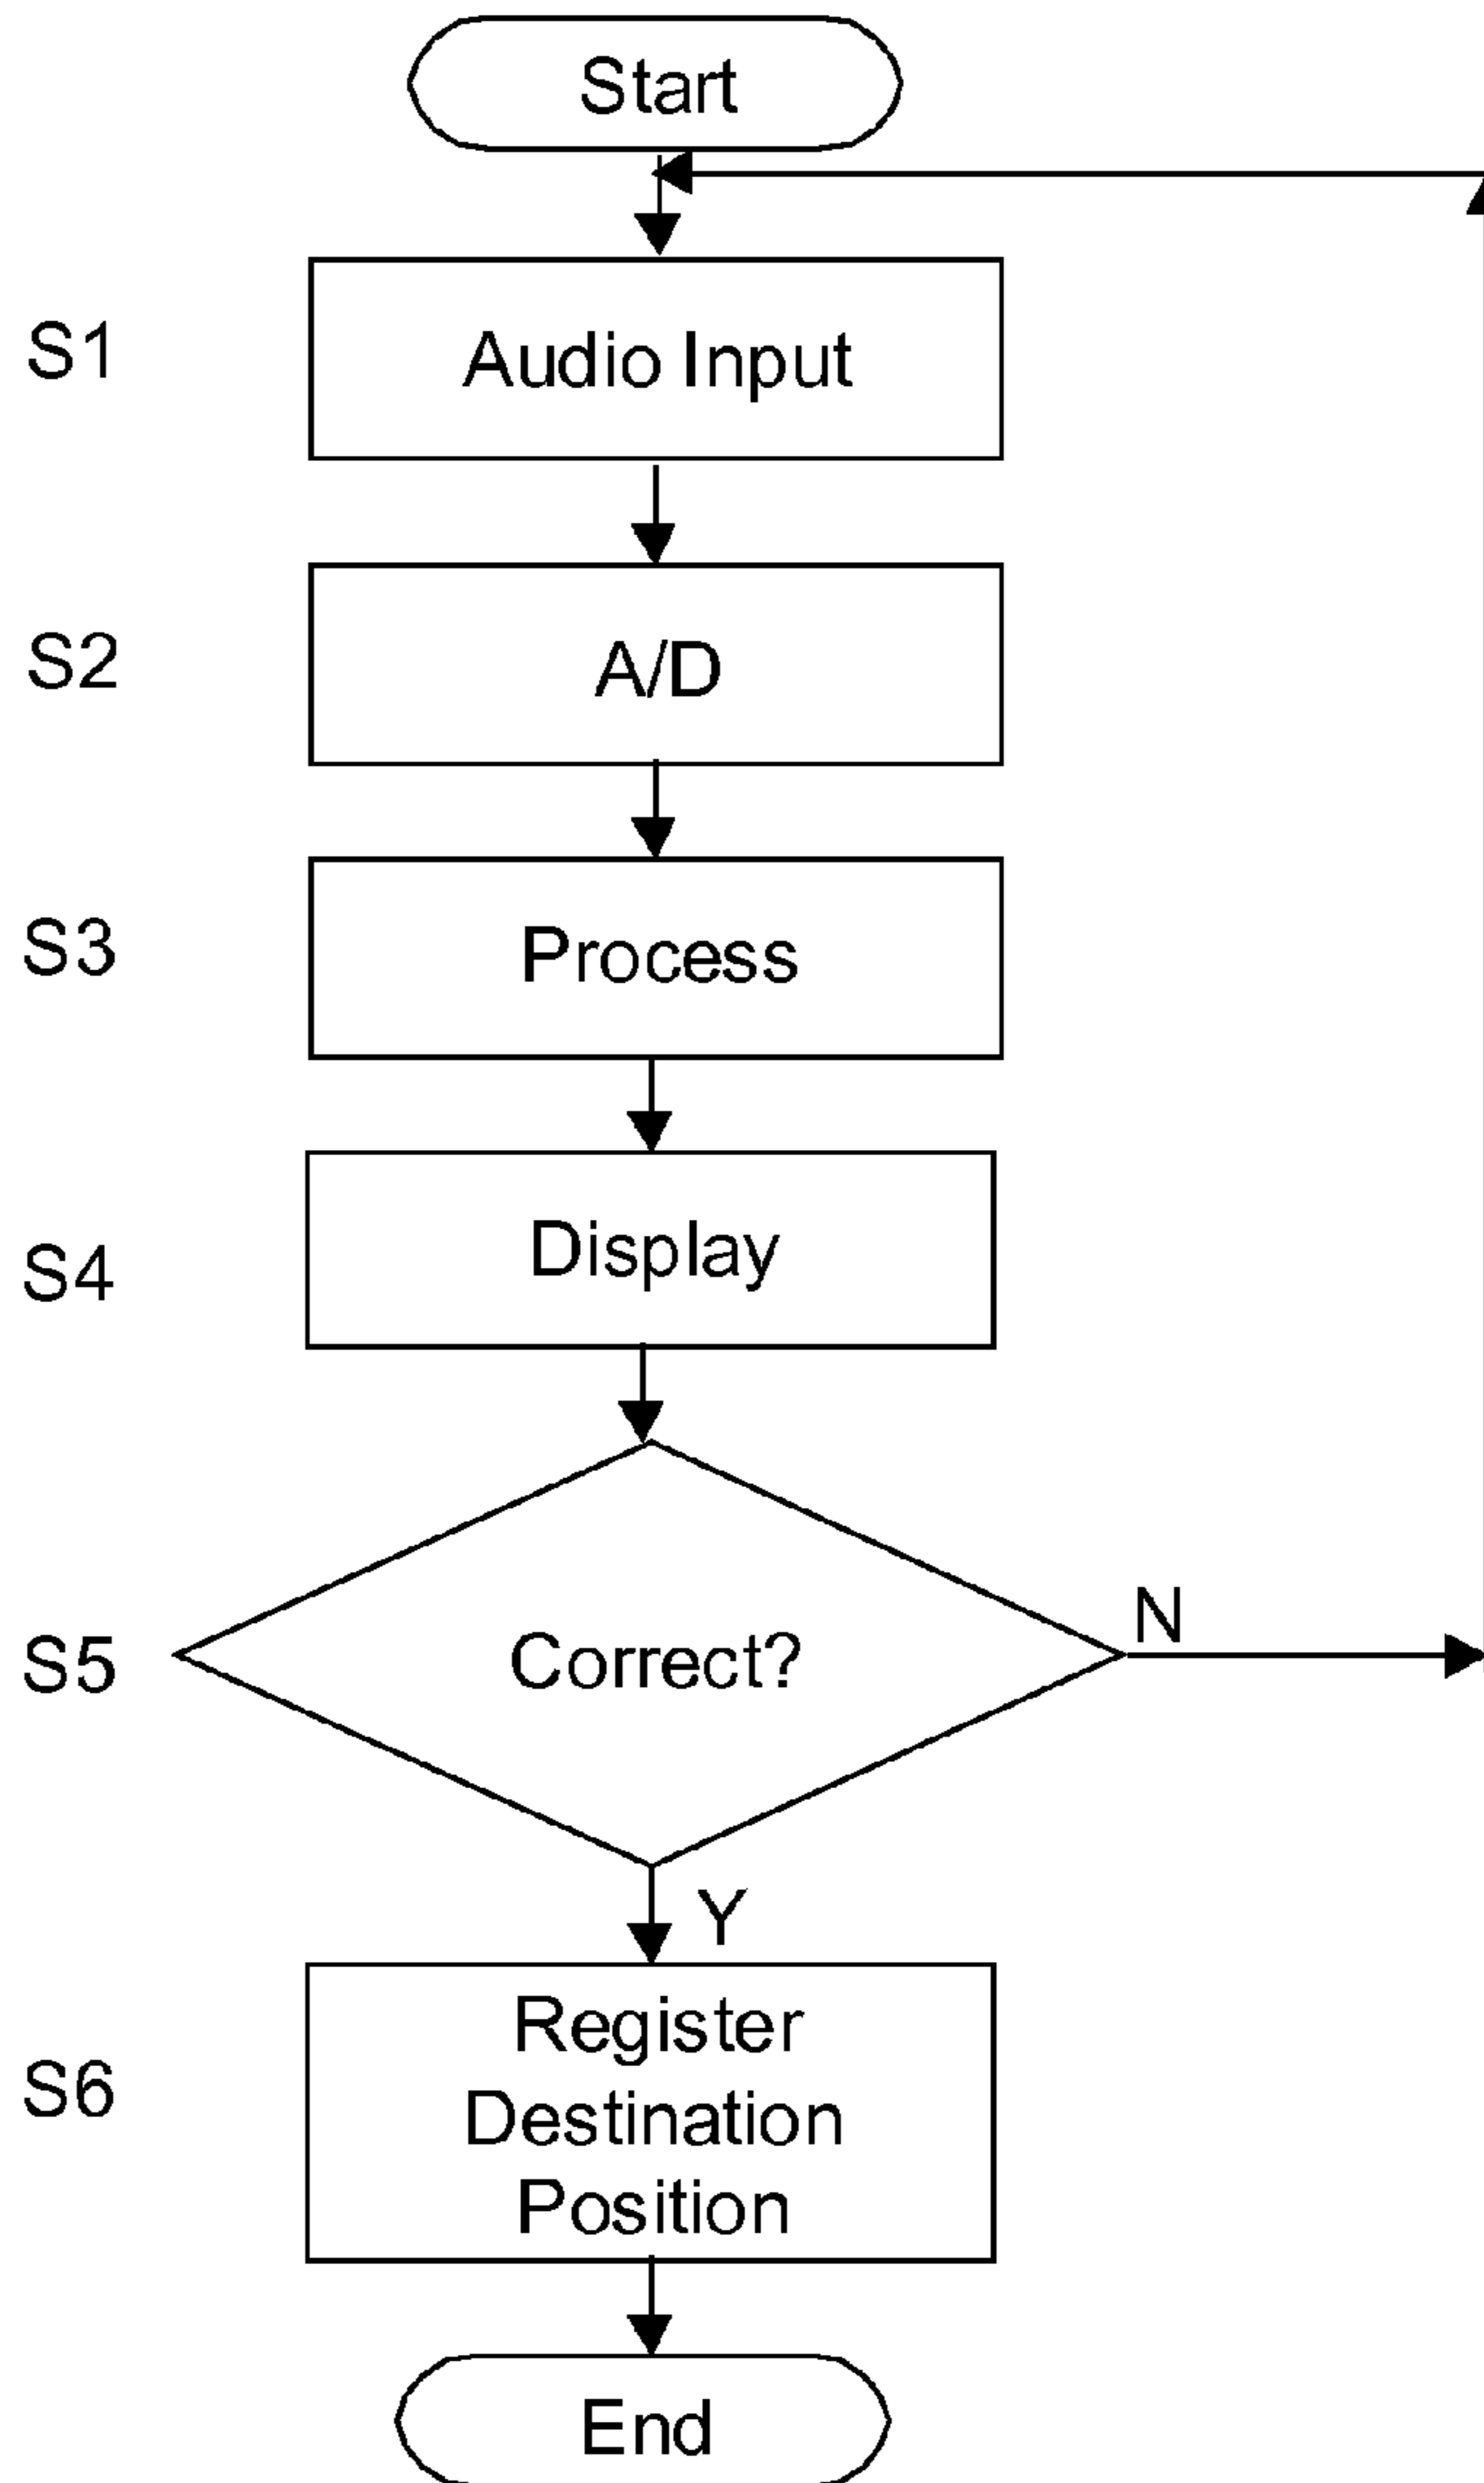 Start
S1
Audio Input
S2
A/D
S3
Process
S4
Display
S5
Correct?
N
Y
S6
Register
Destination
Position
End